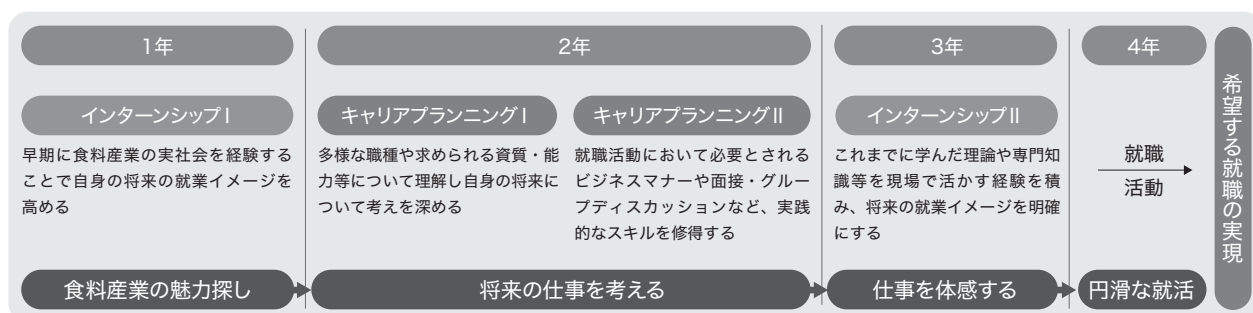 1年
インターンシップⅠ
早期に食料産業の実社会を経験する
ことで自身の将来の就業イメージを
高める
食料産業の魅力探し
2年
キャリアプランニングⅠ
多様な職種や求められる資質・能
力等について理解し自身の将来に
ついて考えを深める
キャリアプランニングⅡ
就職活動において必要とされる
ビジネスマナーや面接・グルー
プディスカッションなど、実践
的なスキルを修得する
将来の仕事を考える
3年
インターンシップⅡ
これまでに学んだ理論や専門知
識等を現場で活かす経験を積
み、将来の就業イメージを明確
にする
仕事を体感する
4年
就職
活動
円滑な就活
希望する就職の実現